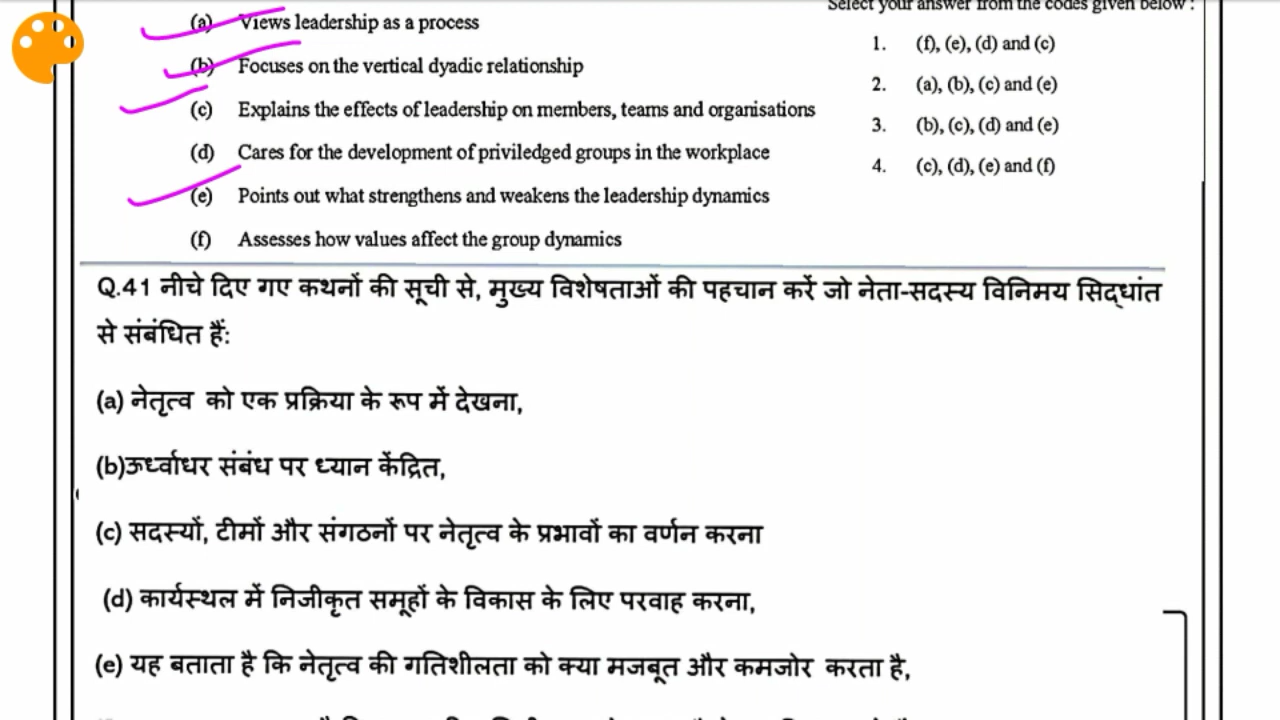 Select your answer from the codes given below :
(a) Views leadership as a process
(b) Focuses on the vertical dyadic relationship
(c) Explains the effects of leadership on members, teams and organisations
(d) Cares for the development of priviledged groups in the workplace
(e) Points out what strengthens and weakens the leadership dynamics
(f) Assesses how values affect the group dynamics
1. (f), (e), (d) and (c)
2. (a), (b), (c) and (e)
3. (b), (c), (d) and (e)
4. (c), (d), (e) and (f)
Q.41 नीचे दिए गए कथनों की सूची से, मुख्य विशेषताओं की पहचान करें जो नेता-सदस्य विनिमय सिद्धांत
से संबंधित हैं:
(a) नेतृत्व को एक प्रक्रिया के रूप में देखना,
(b)ऊर्ध्वाधर संबंध पर ध्यान केंद्रित,
(c) सदस्यों, टीमों और संगठनों पर नेतृत्व के प्रभावों का वर्णन करना
(d) कार्यस्थल में निजीकृत समूहों के विकास के लिए परवाह करना,
(e) यह बताता है कि नेतृत्व की गतिशीलता को क्या मजबूत और कमजोर करता है,